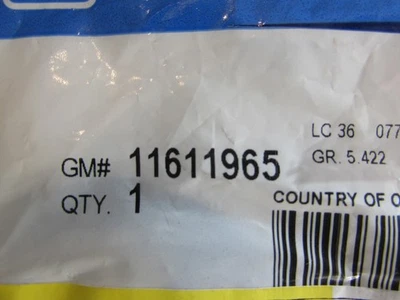 LC 36 077
GM# 11611965 GR. 5.422
QTY. 1 COUNTRY OF O